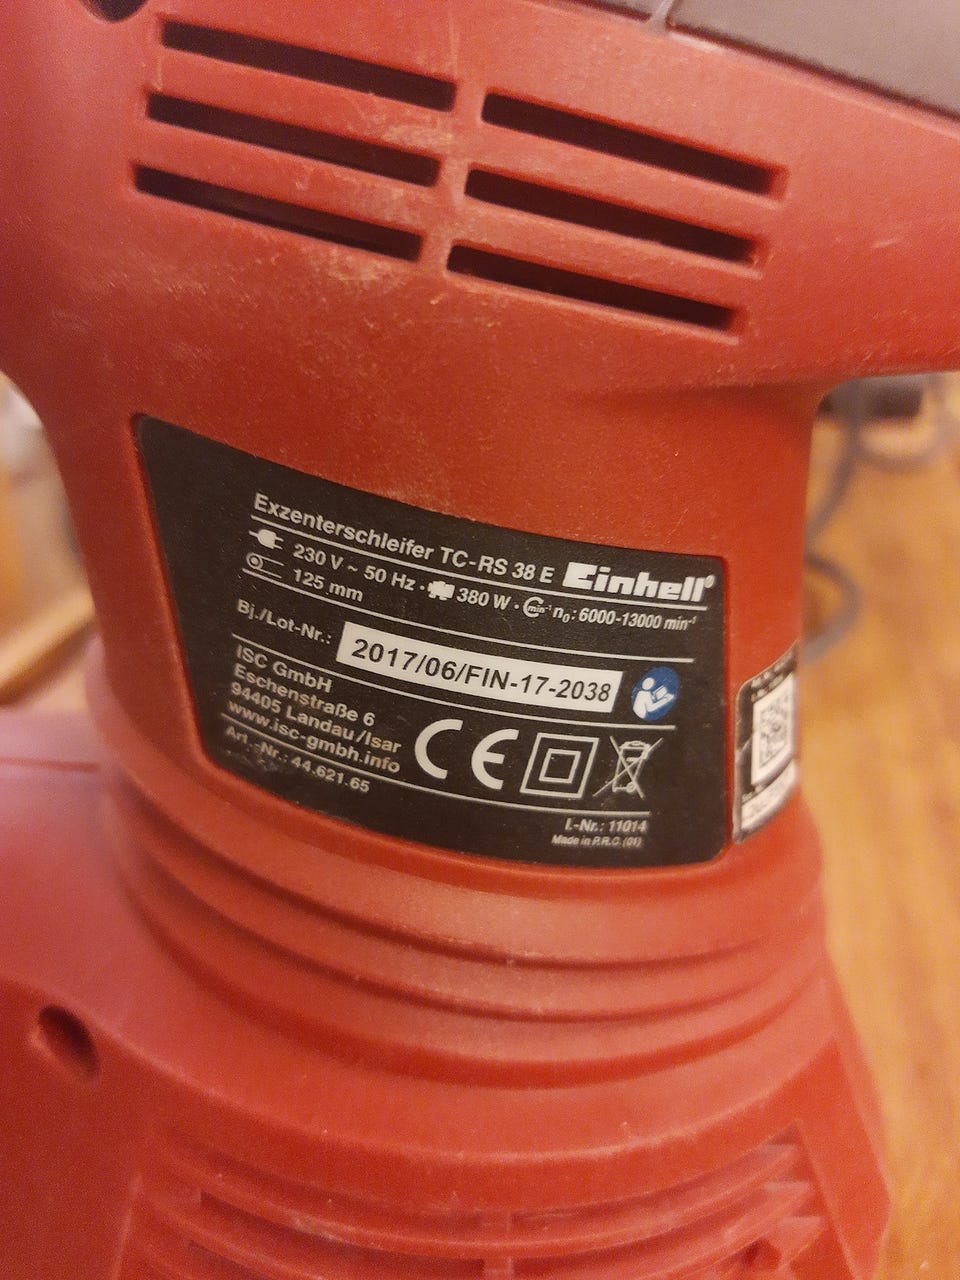 Exzenterschleifer TC-RS 38 E Einhell®
230 V ~ 50 Hz · 380 W · min⁻¹ n₀: 6000-13000 min⁻¹
125 mm
Bj./Lot-Nr.: 2017/06/FIN-17-2038
ISC GmbH
Eschenstraße 6
94405 Landau/Isar
www.isc-gmbh.info
CE
Art.-Nr.: 44.621.65
I.-Nr.: 11014
Made in P.R.C. (01)